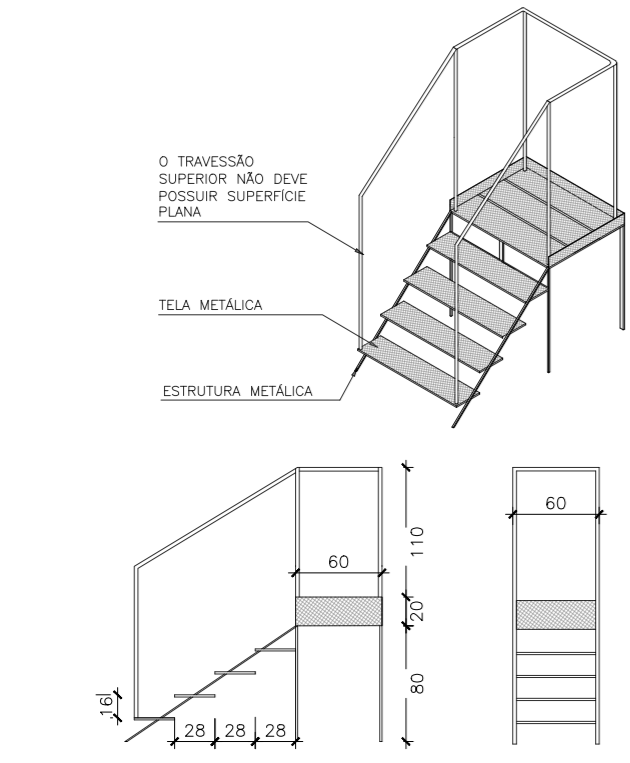 O TRAVESSÃO
SUPERIOR NÃO DEVE
POSSUIR SUPERFÍCIE
PLANA
TELA METÁLICA
ESTRUTURA METÁLICA
60
110
20
80
16
28
28
28
60